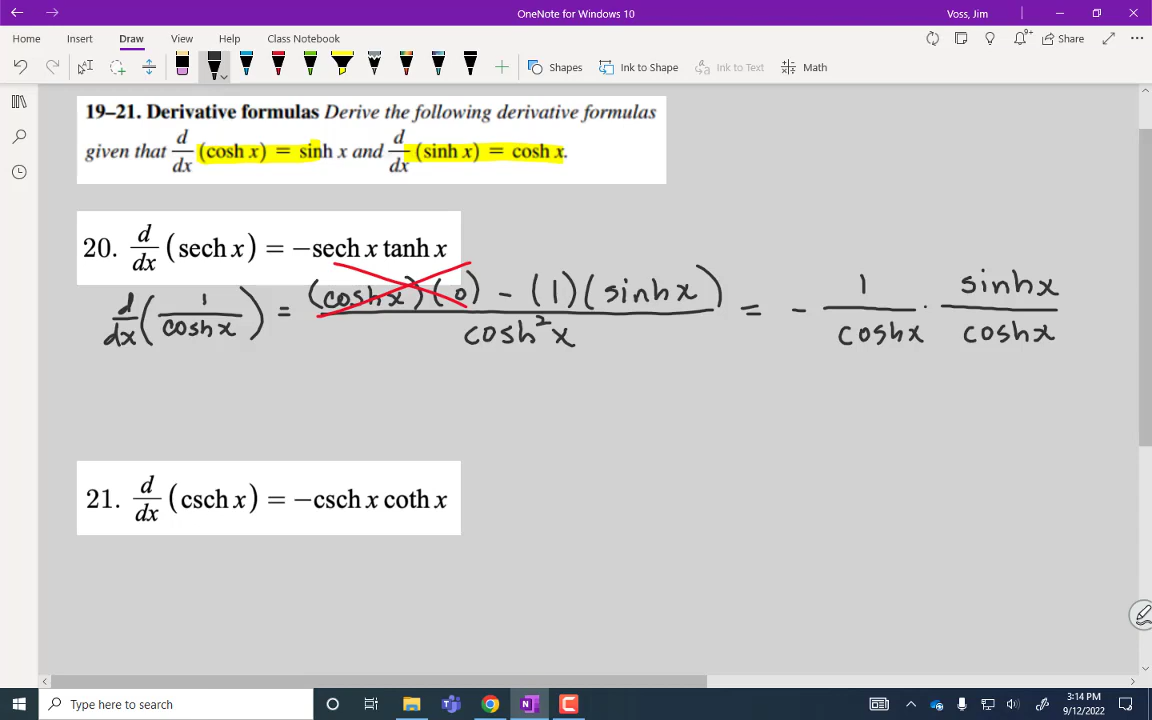 OneNote for Windows 10
Voss, Jim
Home Insert Draw View Help Class Notebook
9+ Share
Shapes Ink to Shape Ink to Text Math
19–21. Derivative formulas Derive the following derivative formulas
given that d/dx (cosh x) = sinh x and d/dx (sinh x) = cosh x.
20. d/dx (sech x) = −sech x tanh x
d/dx (1/cosh x) = (cosh x)(0) - (1)(sinh x) / cosh²x = - 1/cosh x · sinh x/cosh x
21. d/dx (csch x) = −csch x coth x
Type here to search
3:14 PM
9/12/2022